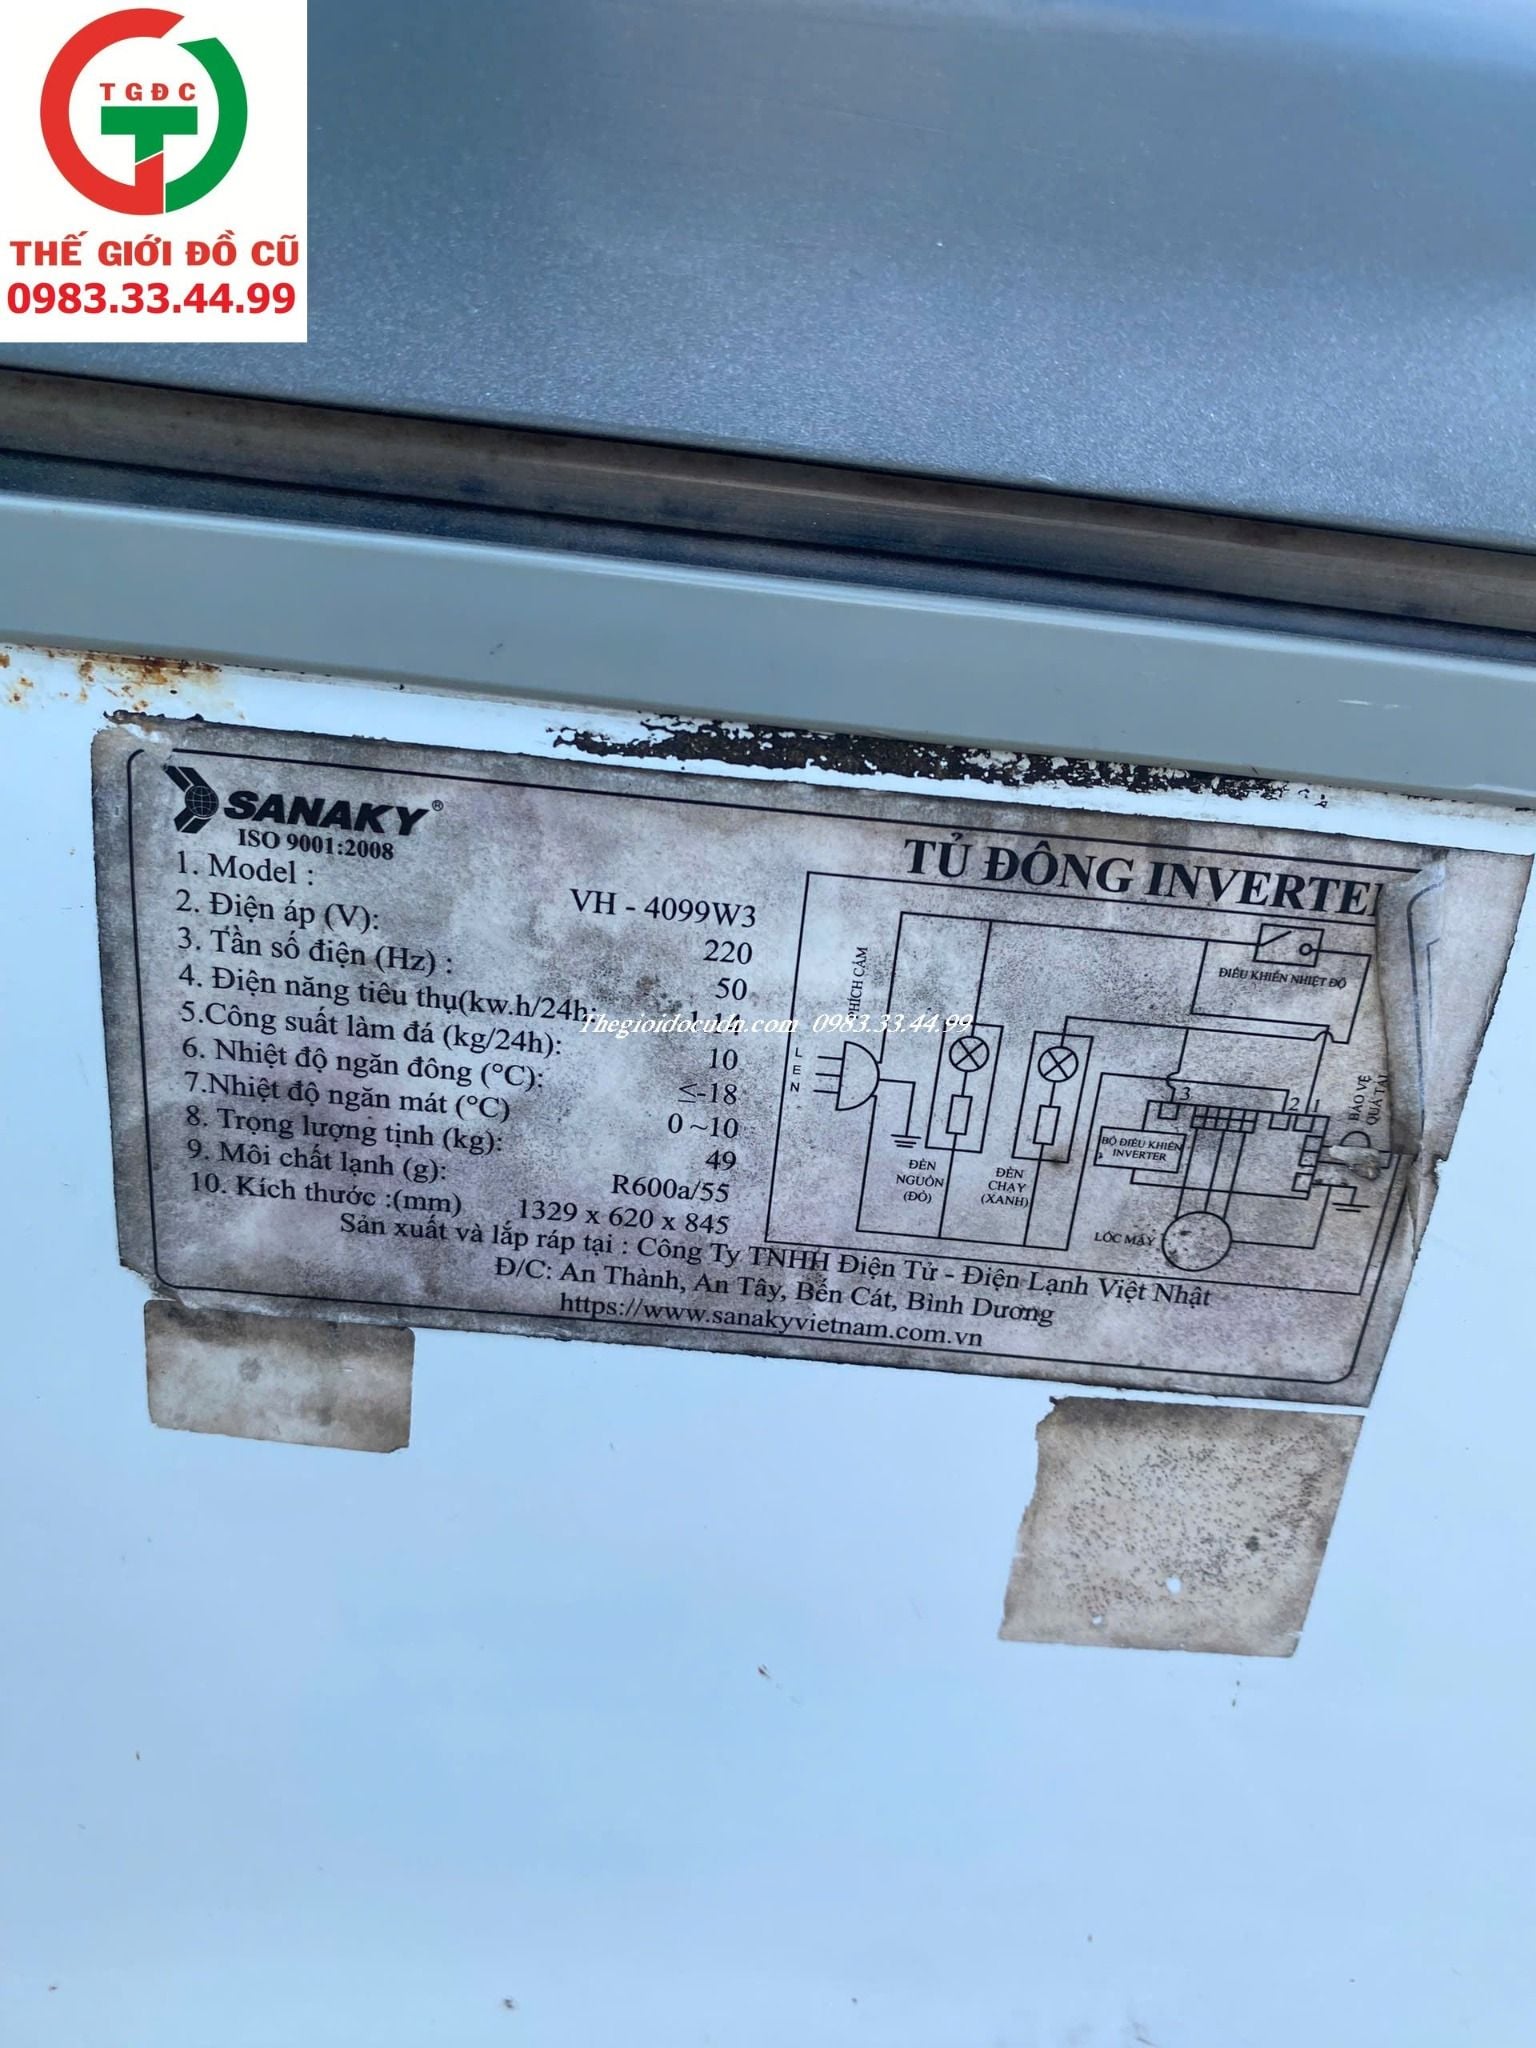 TGĐC
THẾ GIỚI ĐỒ CŨ
0983.33.44.99
SANAKY®
ISO 9001:2008
TỦ ĐÔNG INVERTE
1. Model : VH - 4099W3
2. Điện áp (V): 220
3. Tần số điện (Hz) : 50
4. Điện năng tiêu thụ(kw.h/24h:
Thegioidocudn.com 0983.33.44.99
5.Công suất làm đá (kg/24h): 10
6. Nhiệt độ ngăn đông (°C): ≤-18
7.Nhiệt độ ngăn mát (°C) 0 ~10
8. Trọng lượng tịnh (kg): 49
9. Môi chất lạnh (g): R600a/55
10. Kích thước :(mm) 1329 x 620 x 845
Sản xuất và lắp ráp tại : Công Ty TNHH Điện Tử - Điện Lạnh Việt Nhật
Đ/C: An Thành, An Tây, Bến Cát, Bình Dương
https://www.sanakyvietnam.com.vn
PHÍCH CẮM
L
E
N
ĐÈN
NGUỒN
(ĐỎ)
ĐÈN
CHẠY
(XANH)
ĐIỀU KHIỂN NHIỆT ĐỘ
3
2
1
BỘ ĐIỀU KHIỂN
INVERTER
LỐC MÁY
BẢO VỆ
QUÁ TẢI